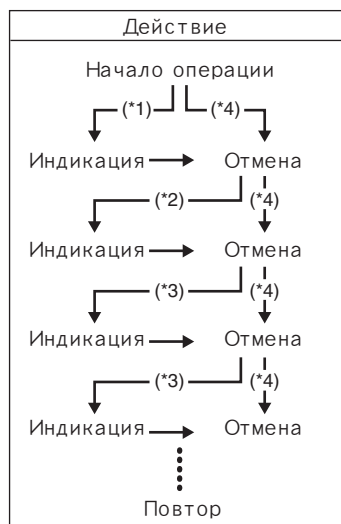 Действие
Начало операции
(*1) (*4)
Индикация Отмена
(*2) (*4)
Индикация Отмена
(*3) (*4)
Индикация Отмена
(*3) (*4)
Индикация Отмена
Повтор